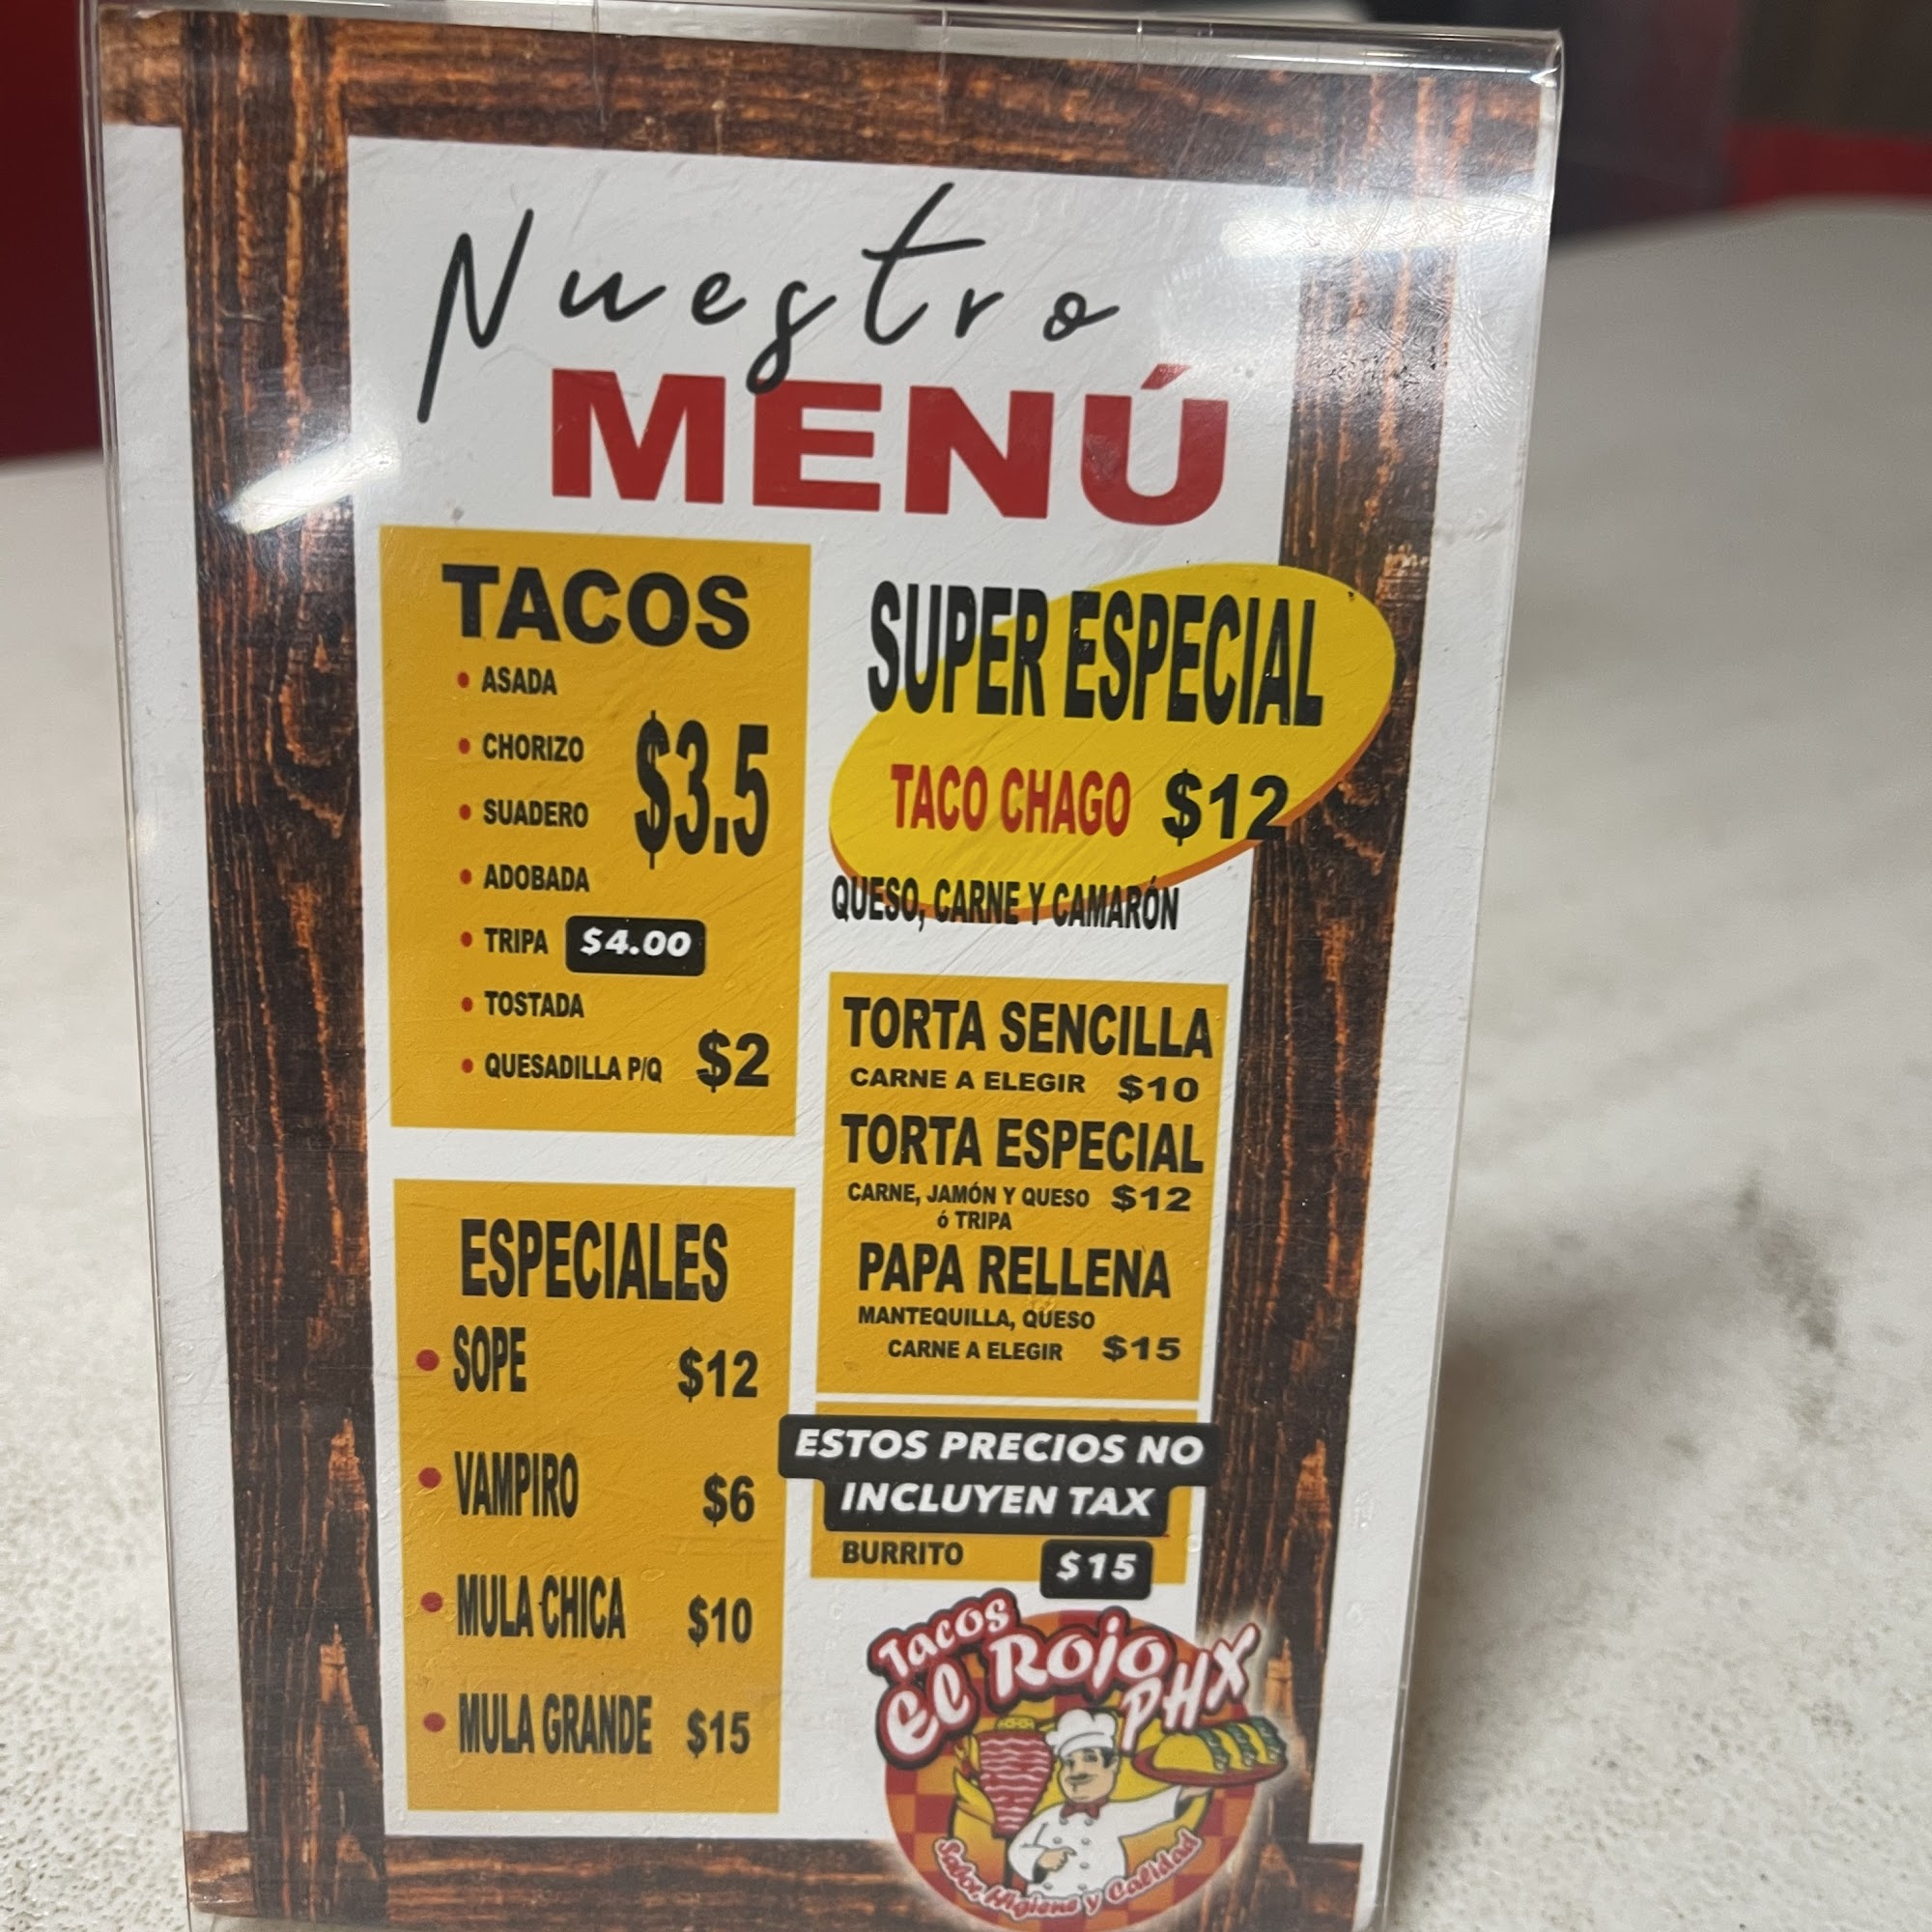 Nuestro
MENÚ
TACOS
• ASADA
• CHORIZO
$3.5
• SUADERO
• ADOBADA
• TRIPA $4.00
• TOSTADA
• QUESADILLA P/Q $2
ESPECIALES
• SOPE $12
• VAMPIRO $6
• MULA CHICA $10
• MULA GRANDE $15
SUPER ESPECIAL
TACO CHAGO $12
QUESO, CARNE Y CAMARÓN
TORTA SENCILLA
CARNE A ELEGIR $10
TORTA ESPECIAL
CARNE, JAMÓN Y QUESO $12
ó TRIPA
PAPA RELLENA
MANTEQUILLA, QUESO
CARNE A ELEGIR $15
ESTOS PRECIOS NO
INCLUYEN TAX
BURRITO $15
Tacos
El Rojo
PHX
Sabor Higiene y Calidad